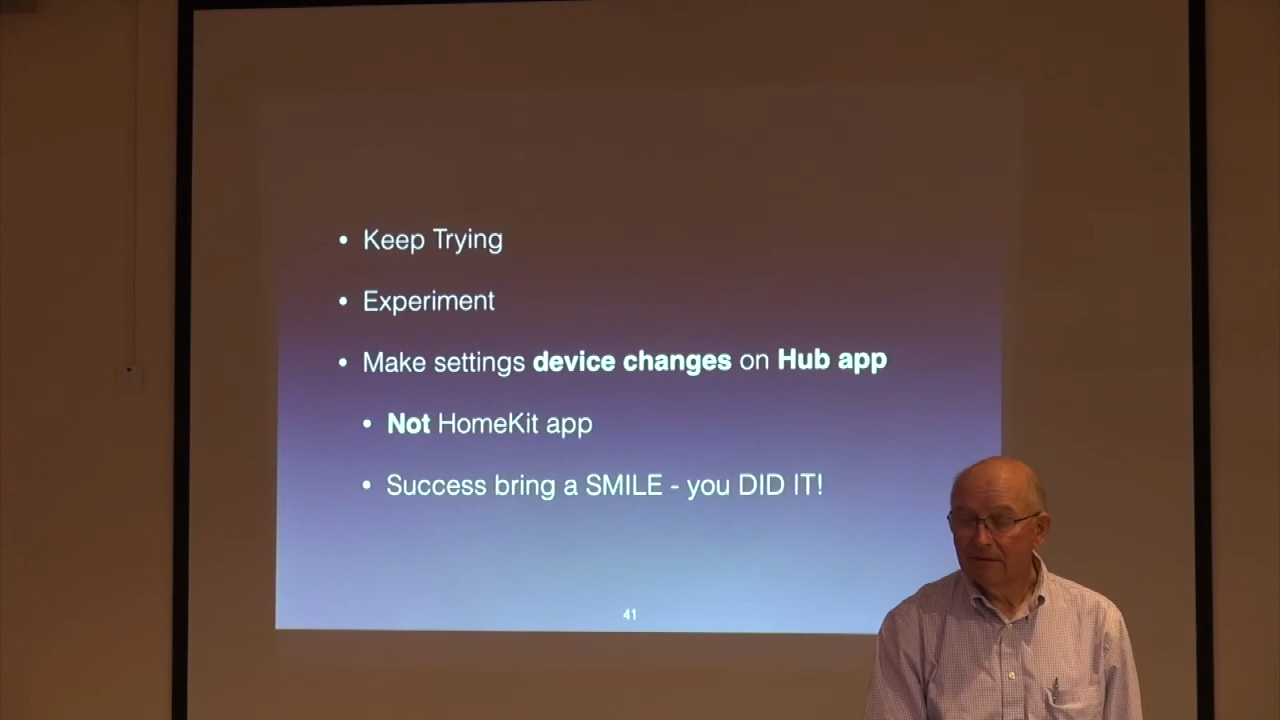 • Keep Trying
• Experiment
• Make settings device changes on Hub app
• Not HomeKit app
• Success bring a SMILE - you DID IT!
41